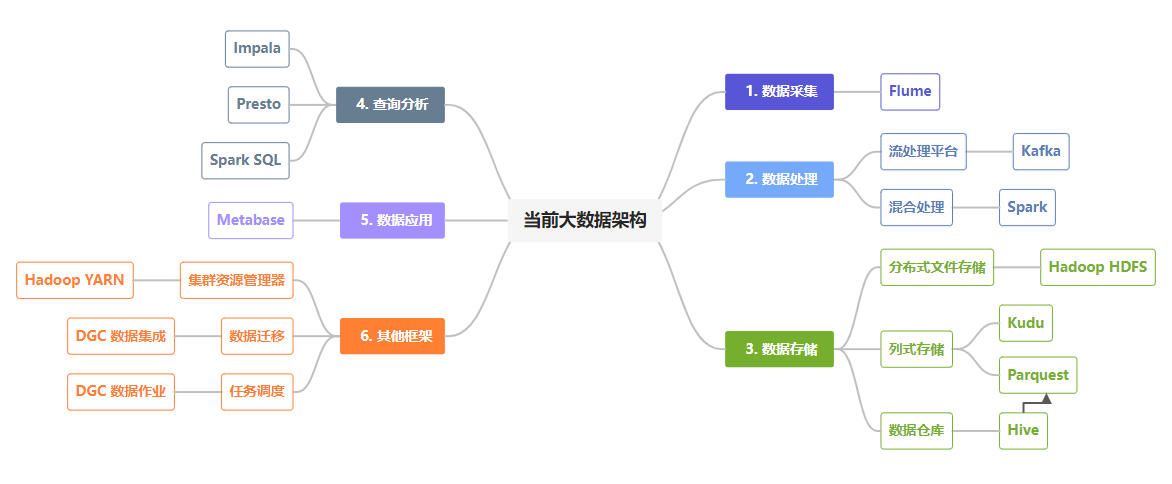 当前大数据架构
1. 数据采集
Flume
2. 数据处理
流处理平台
Kafka
混合处理
Spark
3. 数据存储
分布式文件存储
Hadoop HDFS
列式存储
Kudu
Parquest
数据仓库
Hive
4. 查询分析
Impala
Presto
Spark SQL
5. 数据应用
Metabase
6. 其他框架
集群资源管理器
Hadoop YARN
数据迁移
DGC 数据集成
任务调度
DGC 数据作业